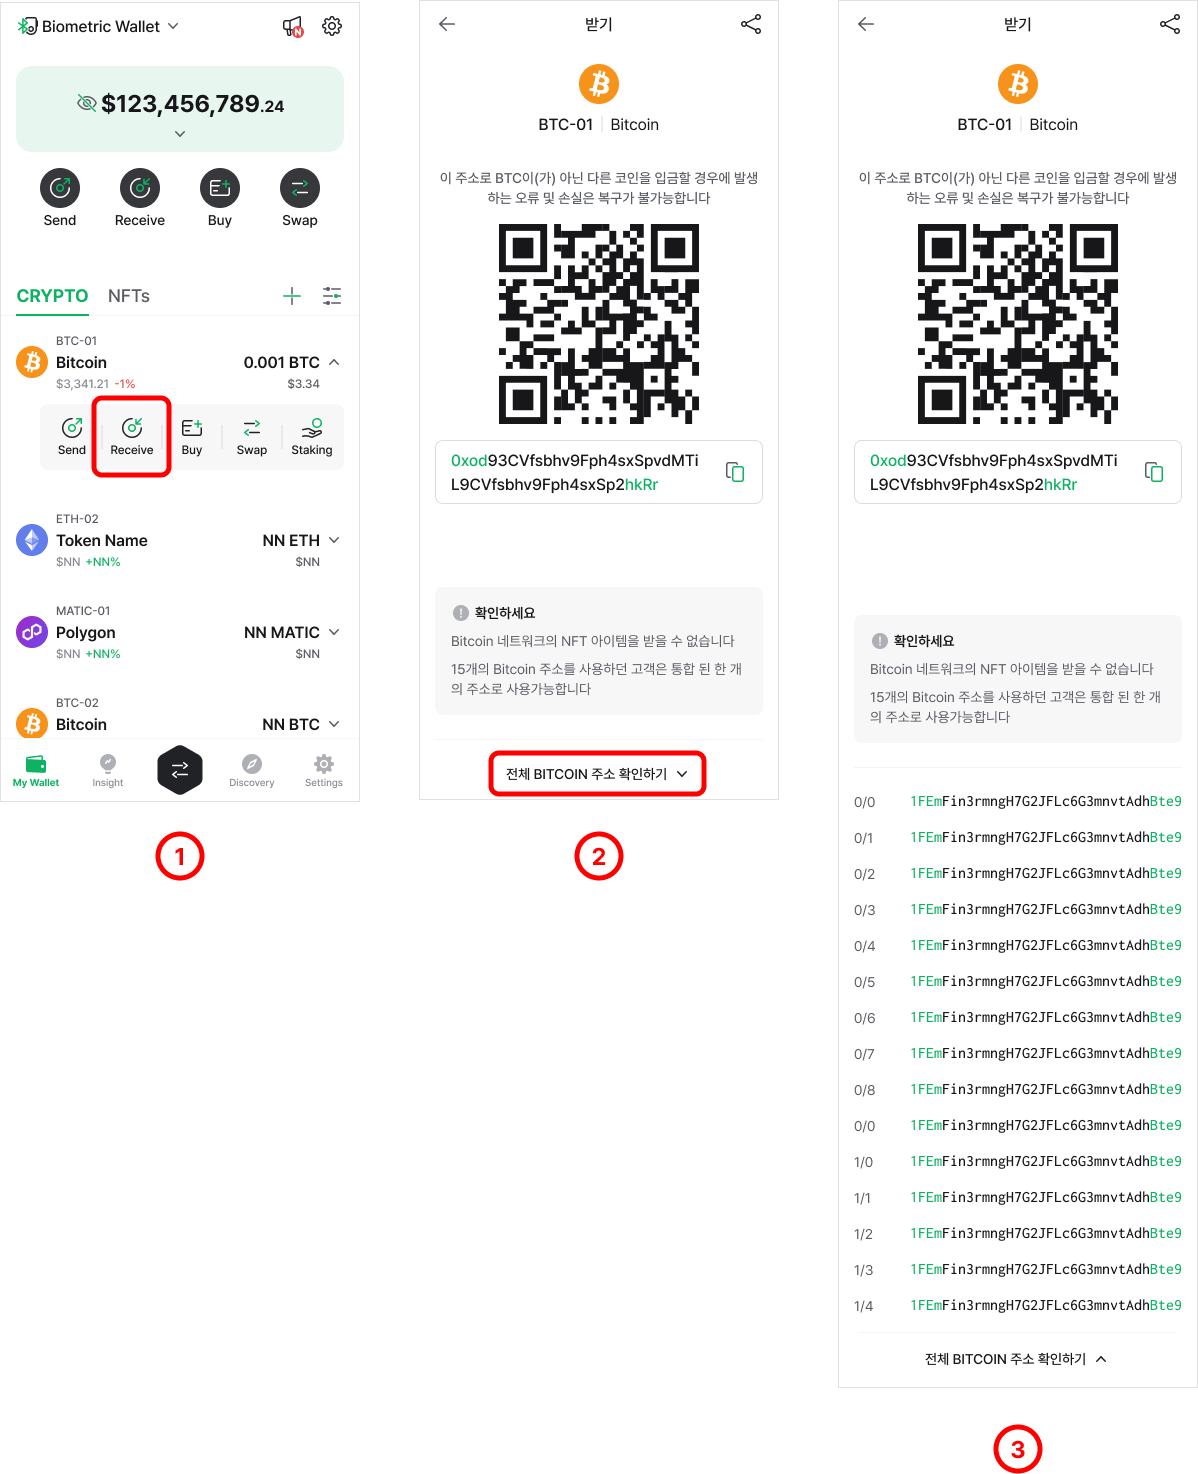 Biometric Wallet
N
$123,456,789.24
Send
Receive
Buy
Swap
CRYPTO
NFTs
BTC-01
Bitcoin
0.001 BTC
$3,341.21 -1%
$3.34
Send
Receive
Buy
Swap
Staking
ETH-02
Token Name
NN ETH
$NN +NN%
$NN
MATIC-01
Polygon
NN MATIC
$NN +NN%
$NN
BTC-02
Bitcoin
NN BTC
My Wallet
Insight
Discovery
Settings
1
받기
BTC-01 Bitcoin
이 주소로 BTC이(가) 아닌 다른 코인을 입금할 경우에 발생
하는 오류 및 손실은 복구가 불가능합니다
0xod93CVfsbhv9Fph4sxSpvdMTi
L9CVfsbhv9Fph4sxSp2hkRr
확인하세요
Bitcoin 네트워크의 NFT 아이템을 받을 수 없습니다
15개의 Bitcoin 주소를 사용하던 고객은 통합 된 한 개
의 주소로 사용가능합니다
전체 BITCOIN 주소 확인하기
2
받기
BTC-01 Bitcoin
이 주소로 BTC이(가) 아닌 다른 코인을 입금할 경우에 발생
하는 오류 및 손실은 복구가 불가능합니다
0xod93CVfsbhv9Fph4sxSpvdMTi
L9CVfsbhv9Fph4sxSp2hkRr
확인하세요
Bitcoin 네트워크의 NFT 아이템을 받을 수 없습니다
15개의 Bitcoin 주소를 사용하던 고객은 통합 된 한 개
의 주소로 사용가능합니다
0/0 1FEmFin3rmngH7G2JFLc6G3mnvtAdhBte9
0/1 1FEmFin3rmngH7G2JFLc6G3mnvtAdhBte9
0/2 1FEmFin3rmngH7G2JFLc6G3mnvtAdhBte9
0/3 1FEmFin3rmngH7G2JFLc6G3mnvtAdhBte9
0/4 1FEmFin3rmngH7G2JFLc6G3mnvtAdhBte9
0/5 1FEmFin3rmngH7G2JFLc6G3mnvtAdhBte9
0/6 1FEmFin3rmngH7G2JFLc6G3mnvtAdhBte9
0/7 1FEmFin3rmngH7G2JFLc6G3mnvtAdhBte9
0/8 1FEmFin3rmngH7G2JFLc6G3mnvtAdhBte9
0/0 1FEmFin3rmngH7G2JFLc6G3mnvtAdhBte9
1/0 1FEmFin3rmngH7G2JFLc6G3mnvtAdhBte9
1/1 1FEmFin3rmngH7G2JFLc6G3mnvtAdhBte9
1/2 1FEmFin3rmngH7G2JFLc6G3mnvtAdhBte9
1/3 1FEmFin3rmngH7G2JFLc6G3mnvtAdhBte9
1/4 1FEmFin3rmngH7G2JFLc6G3mnvtAdhBte9
전체 BITCOIN 주소 확인하기
3